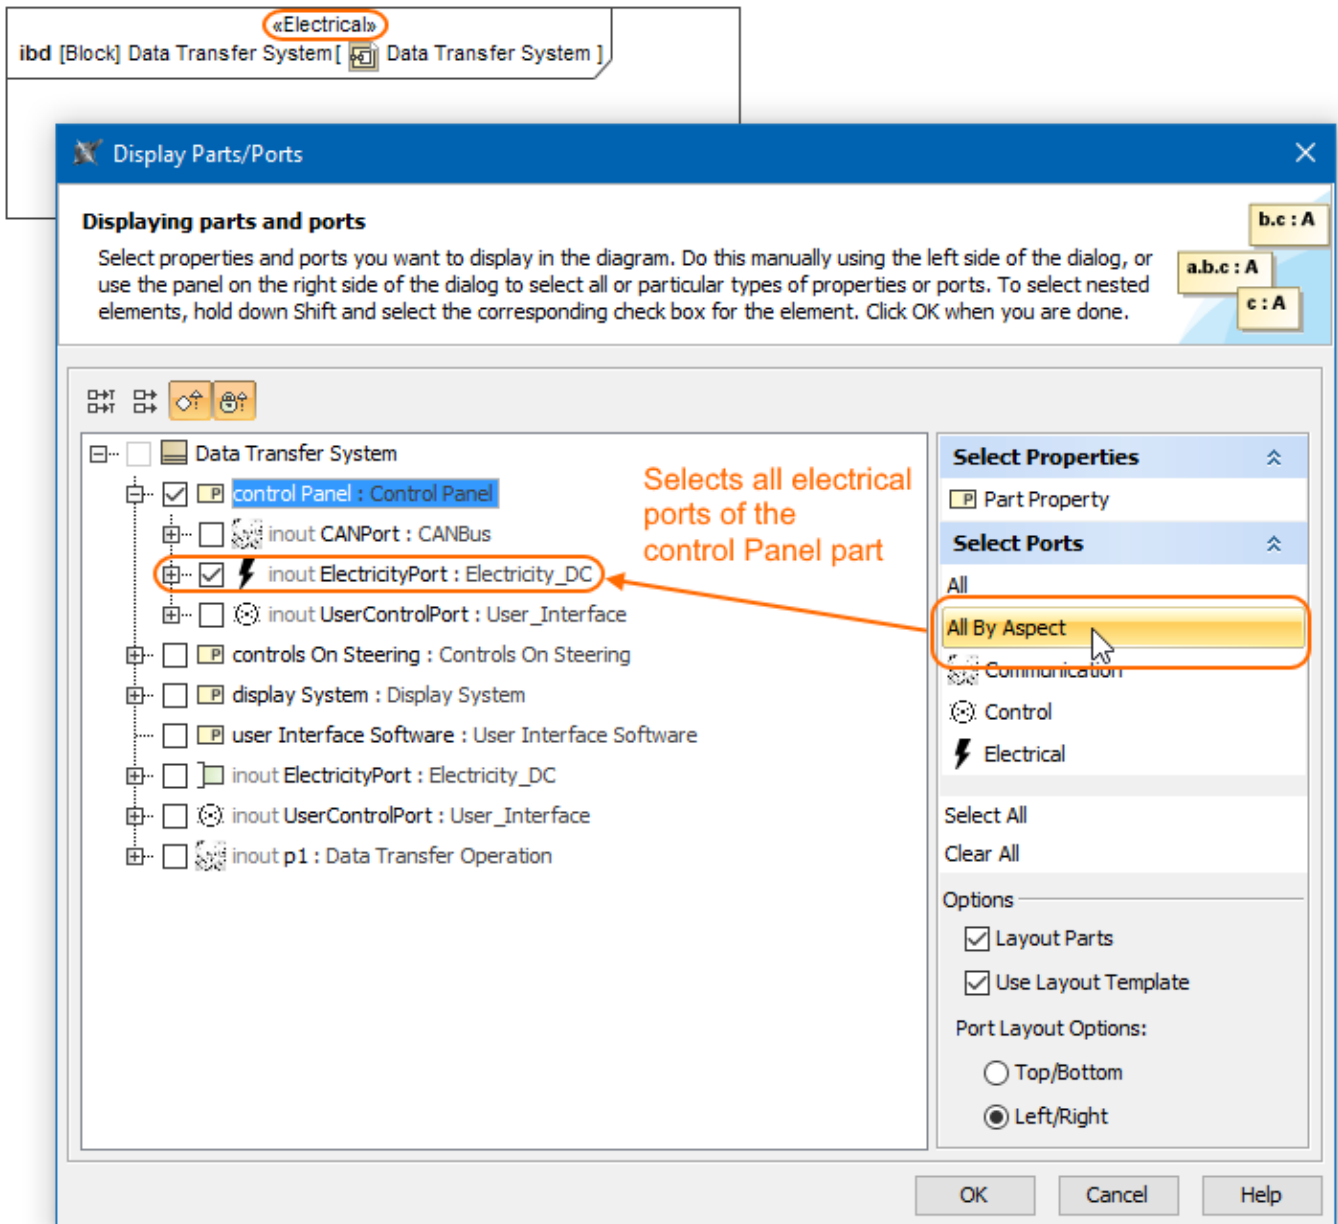 «Electrical»
ibd [Block] Data Transfer System[ Data Transfer System ]
Display Parts/Ports
Displaying parts and ports
Select properties and ports you want to display in the diagram. Do this manually using the left side of the dialog, or
use the panel on the right side of the dialog to select all or particular types of properties or ports. To select nested
elements, hold down Shift and select the corresponding check box for the element. Click OK when you are done.
b.c : A
a.b.c : A
c : A
Data Transfer System
control Panel : Control Panel
inout CANPort : CANBus
inout ElectricityPort : Electricity_DC
inout UserControlPort : User_Interface
controls On Steering : Controls On Steering
display System : Display System
user Interface Software : User Interface Software
inout ElectricityPort : Electricity_DC
inout UserControlPort : User_Interface
inout p1 : Data Transfer Operation
Selects all electrical
ports of the
control Panel part
Select Properties
Part Property
Select Ports
All
All By Aspect
Communication
Control
Electrical
Select All
Clear All
Options
Layout Parts
Use Layout Template
Port Layout Options:
Top/Bottom
Left/Right
OK
Cancel
Help